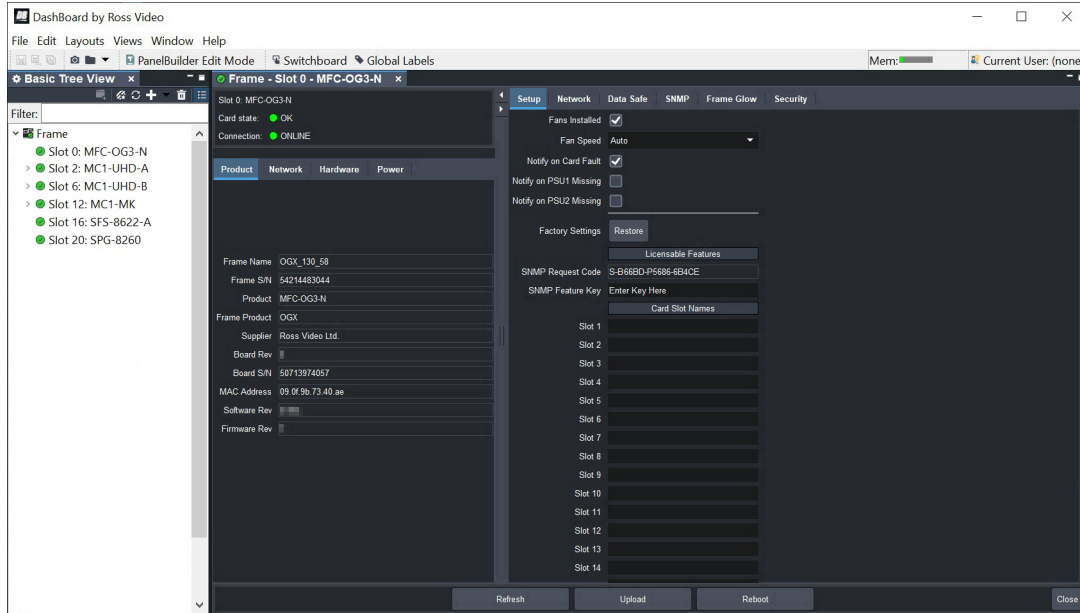 DashBoard by Ross Video
File Edit Layouts Views Window Help
PanelBuilder Edit Mode Switchboard Global Labels Mem: Current User: (none
Basic Tree View x
Filter:
Frame
Slot 0: MFC-OG3-N
Slot 2: MC1-UHD-A
Slot 6: MC1-UHD-B
Slot 12: MC1-MK
Slot 16: SFS-8622-A
Slot 20: SPG-8260
Frame - Slot 0 - MFC-OG3-N x
Slot 0: MFC-OG3-N
Card state: OK
Connection: ONLINE
Product Network Hardware Power
Frame Name OGX_130_58
Frame S/N 54214483044
Product MFC-OG3-N
Frame Product OGX
Supplier Ross Video Ltd.
Board Rev
Board S/N 50713974057
MAC Address 09.0f.9b.73.40.ae
Software Rev
Firmware Rev
Setup Network Data Safe SNMP Frame Glow Security
Fans Installed
Fan Speed Auto
Notify on Card Fault
Notify on PSU1 Missing
Notify on PSU2 Missing
Factory Settings Restore
Licensable Features
SNMP Request Code S-B66BD-P5686-6B4CE
SNMP Feature Key Enter Key Here
Card Slot Names
Slot 1
Slot 2
Slot 3
Slot 4
Slot 5
Slot 6
Slot 7
Slot 8
Slot 9
Slot 10
Slot 11
Slot 12
Slot 13
Slot 14
Refresh Upload Reboot Close